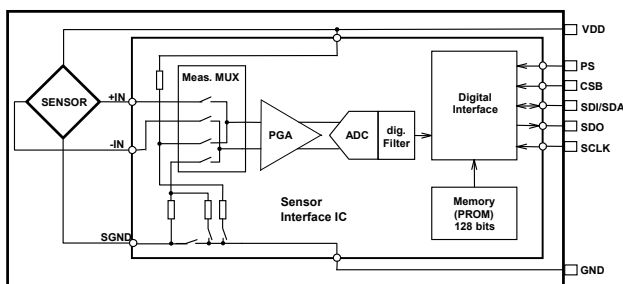 VDD
Meas. MUX
PS
CSB
SENSOR
+IN
Digital
Interface
SDI/SDA
PGA
ADC
dig.
Filter
SDO
-IN
SCLK
Sensor
Interface IC
Memory
(PROM)
128 bits
SGND
GND